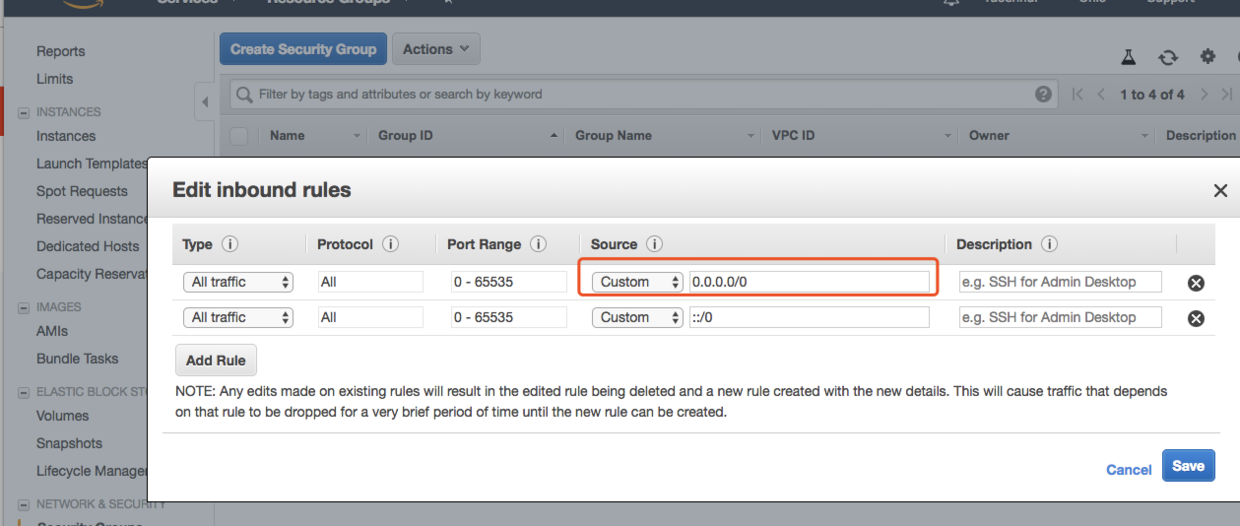 Services
Resource Groups
Ohio
Support
Reports
Limits
INSTANCES
Instances
Launch Templates
Spot Requests
Reserved Instance
Dedicated Hosts
Capacity Reservat
IMAGES
AMIs
Bundle Tasks
ELASTIC BLOCK STO
Volumes
Snapshots
Lifecycle Manager
NETWORK & SECURITY
Security Groups
Create Security Group
Actions
Filter by tags and attributes or search by keyword
1 to 4 of 4
Name Group ID Group Name VPC ID Owner Description
Edit inbound rules
Type i Protocol i Port Range i Source i Description i
All traffic All 0 - 65535 Custom 0.0.0.0/0 e.g. SSH for Admin Desktop
All traffic All 0 - 65535 Custom ::/0 e.g. SSH for Admin Desktop
Add Rule
NOTE: Any edits made on existing rules will result in the edited rule being deleted and a new rule created with the new details. This will cause traffic that depends
on that rule to be dropped for a very brief period of time until the new rule can be created.
Cancel Save